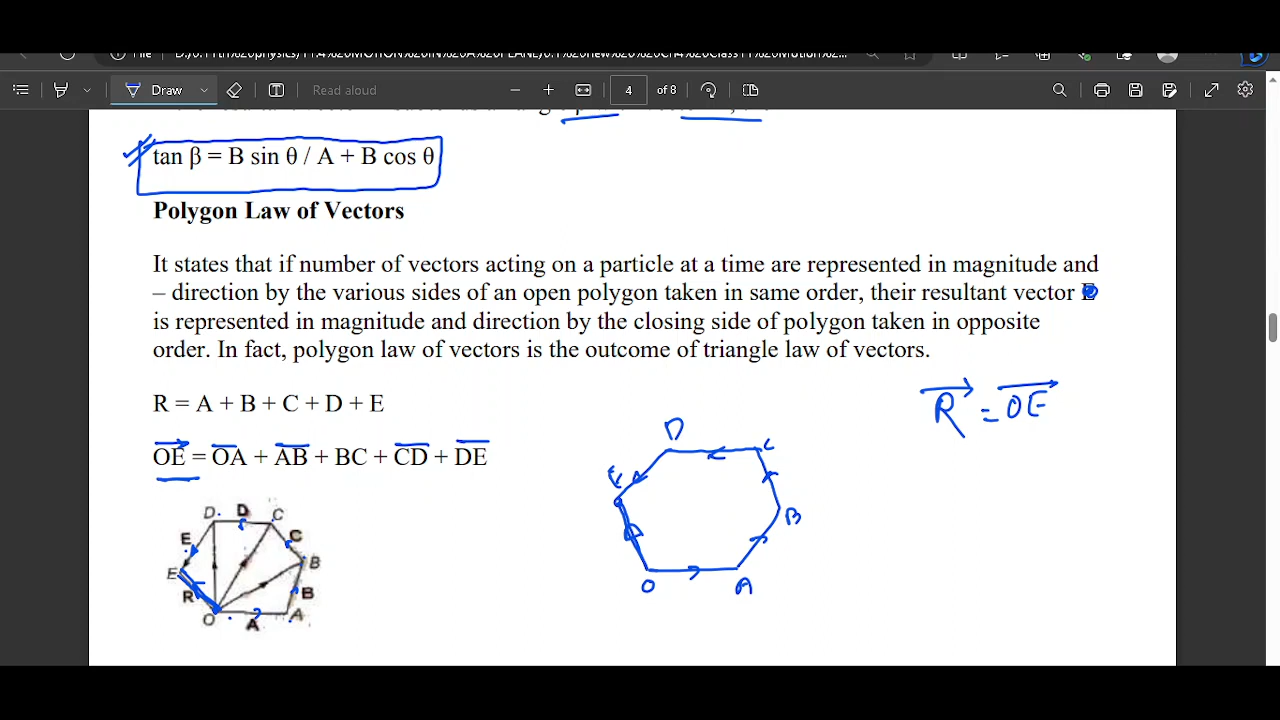 File
Draw
Read aloud
4
of 8
tan β = B sin θ / A + B cos θ
Polygon Law of Vectors
It states that if number of vectors acting on a particle at a time are represented in magnitude and
– direction by the various sides of an open polygon taken in same order, their resultant vector
is represented in magnitude and direction by the closing side of polygon taken in opposite
order. In fact, polygon law of vectors is the outcome of triangle law of vectors.
R = A + B + C + D + E
R = OE
OE = OA + AB + BC + CD + DE
D
C
E
B
O
A
D
D
C
E
C
E
B
R
B
O
A
A